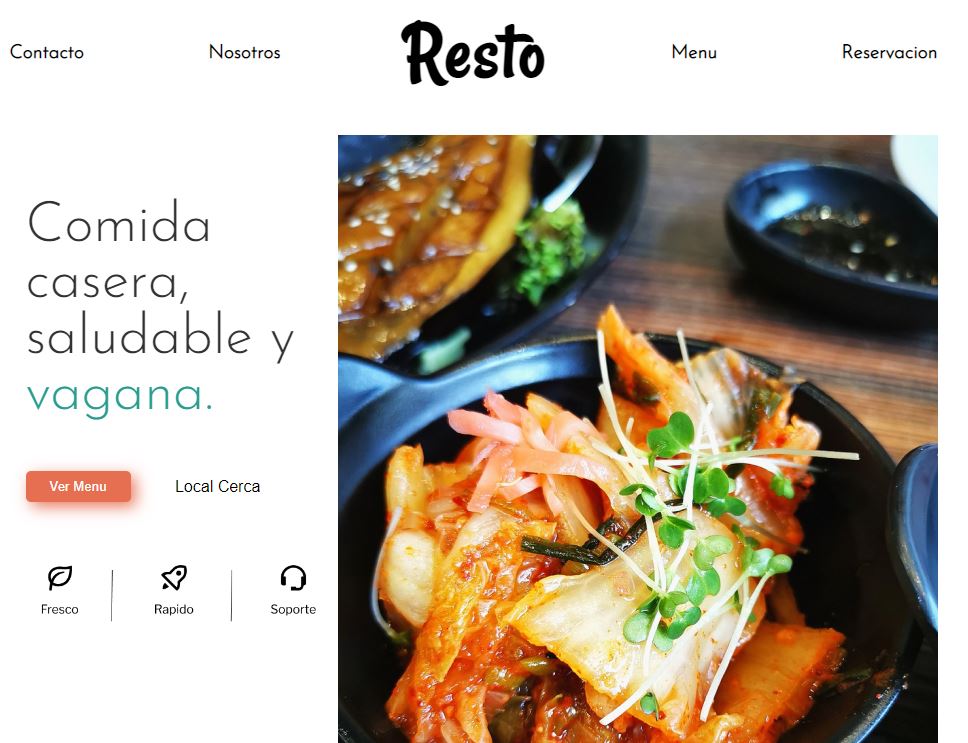 Contacto
Nosotros
Resto
Menu
Reservacion
Comida
casera,
saludable y
vagana.
Ver Menu
Local Cerca
Fresco
Rapido
Soporte